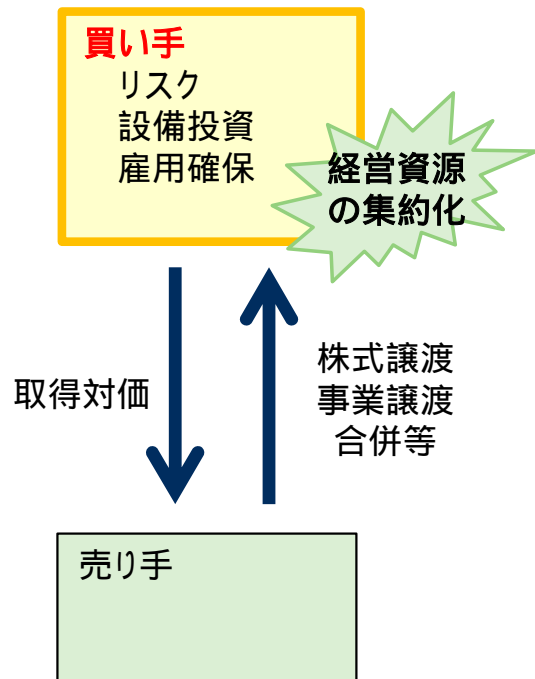 買い手
リスク
設備投資
雇用確保
経営資源
の集約化
取得対価
株式譲渡
事業譲渡
合併等
売り手